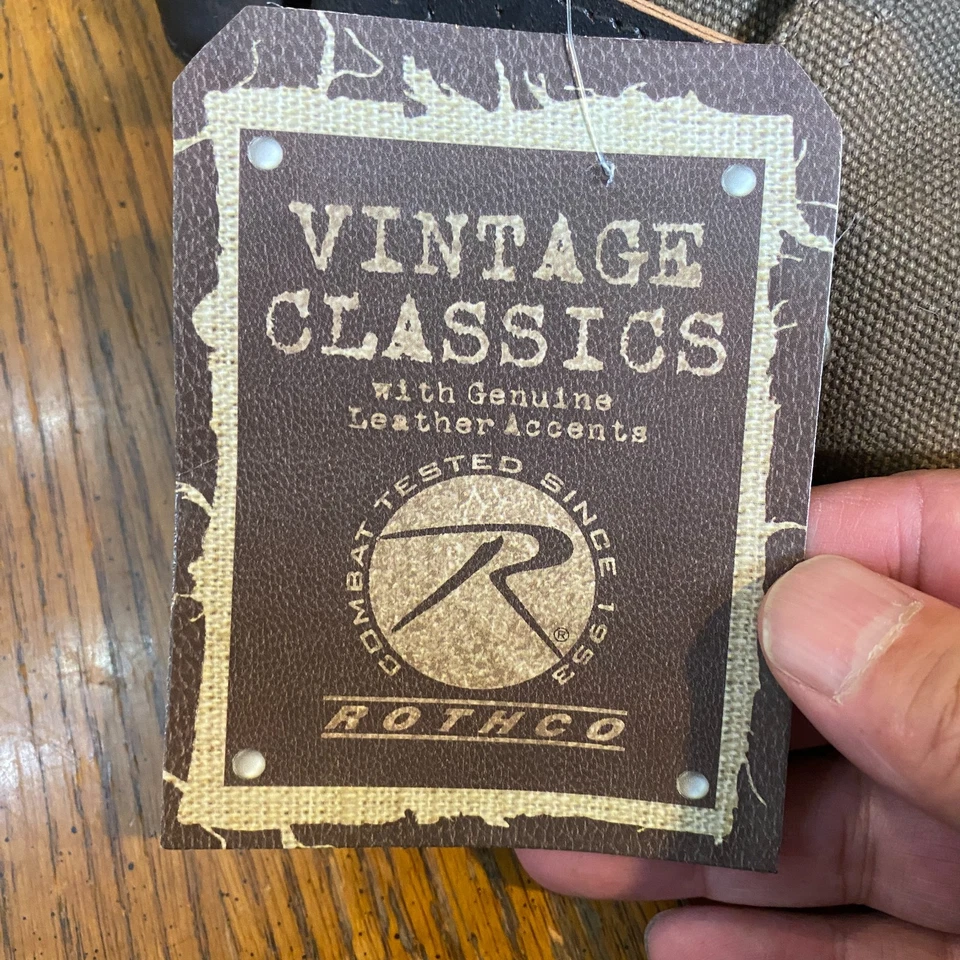 VINTAGE
CLASSICS
with Genuine
Leather Accents
COMBAT TESTED SINCE 1953
R®
ROTHCO